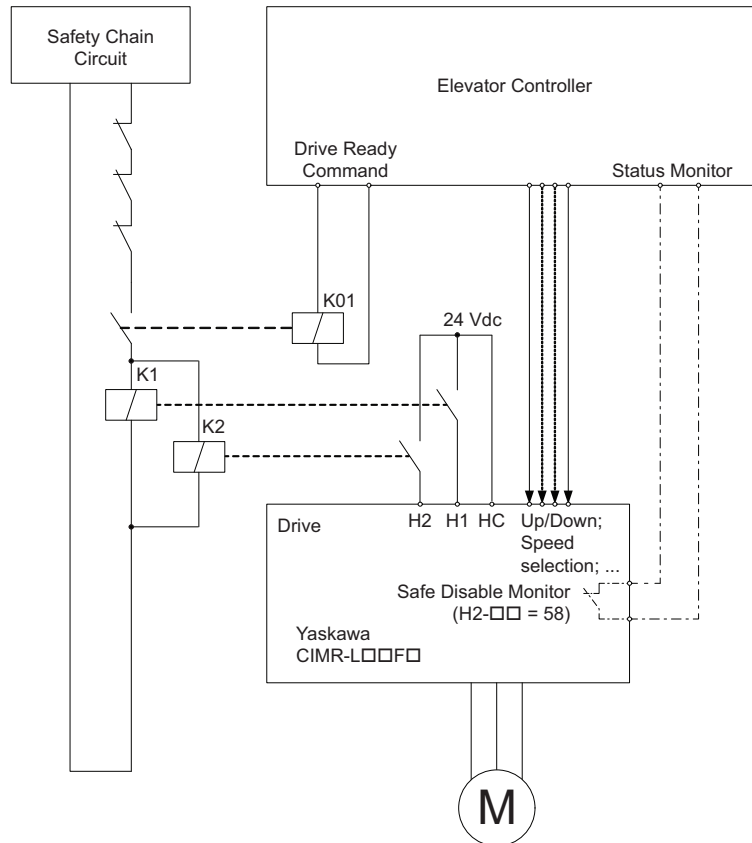 Safety Chain
Circuit
Elevator Controller
Drive Ready
Command
Status Monitor
K01
24 Vdc
K1
K2
Drive
H2
H1
HC
Up/Down;
Speed
selection; ...
Safe Disable Monitor
(H2-□□ = 58)
Yaskawa
CIMR-L□□F□
M